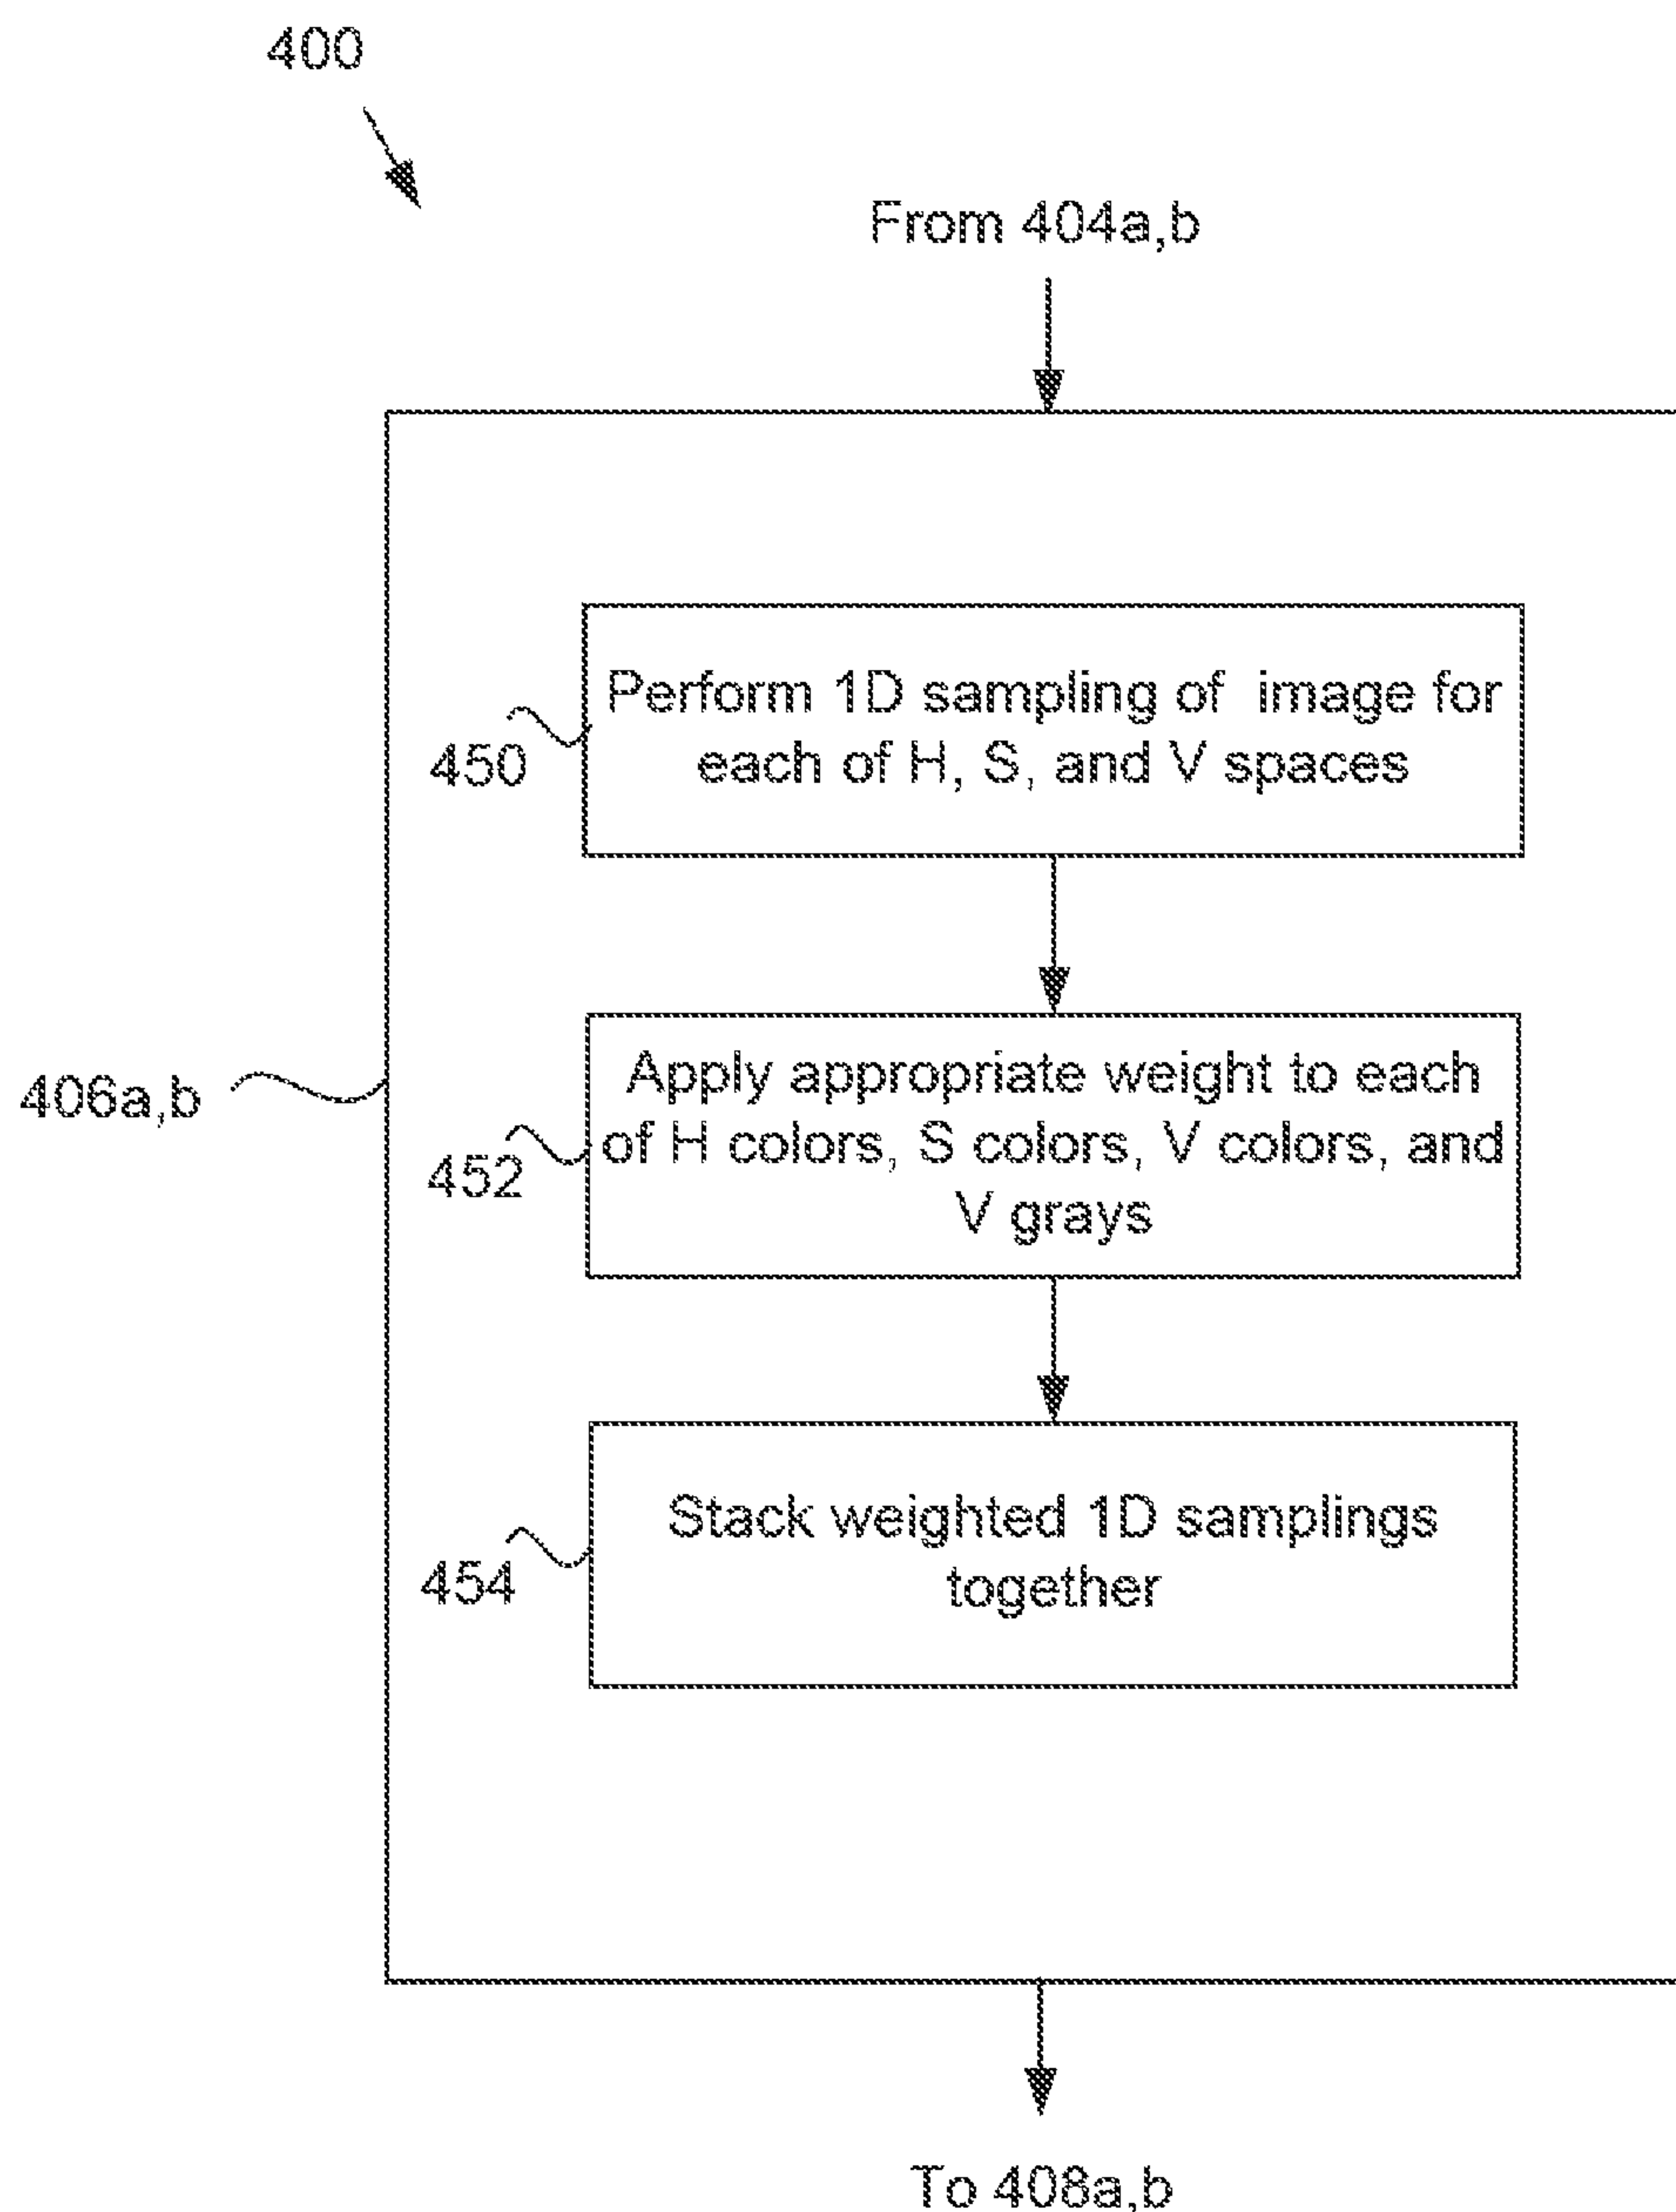 400
From 404a,b
Perform 1D sampling of image for
each of H, S, and V spaces
450
Apply appropriate weight to each
of H colors, S colors, V colors, and
V grays
406a,b
452
Stack weighted 1D samplings
together
454
To 408a,b